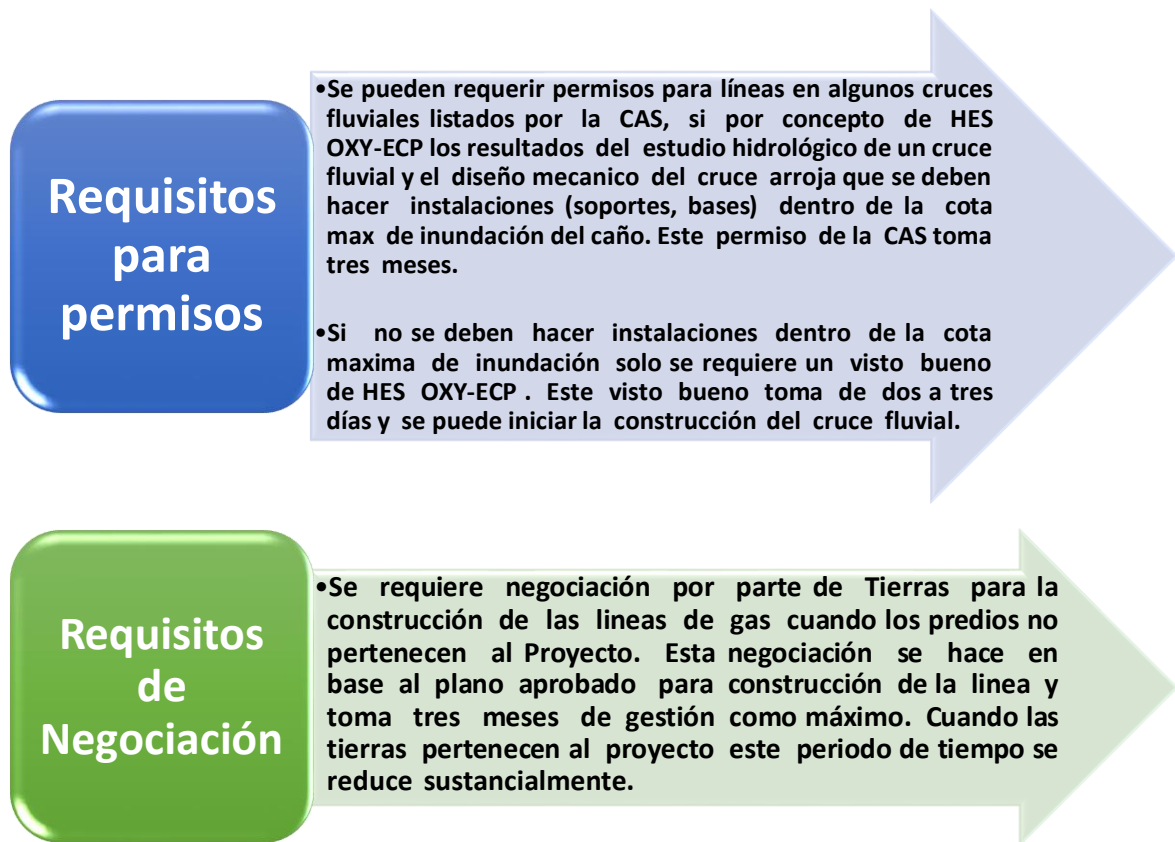 Requisitos
para
permisos
•Se pueden requerir permisos para líneas en algunos cruces
fluviales listados por la CAS, si por concepto de HES
OXY-ECP los resultados del estudio hidrológico de un cruce
fluvial y el diseño mecanico del cruce arroja que se deben
hacer instalaciones (soportes, bases) dentro de la cota
max de inundación del caño. Este permiso de la CAS toma
tres meses.
•Si no se deben hacer instalaciones dentro de la cota
maxima de inundación solo se requiere un visto bueno
de HES OXY-ECP . Este visto bueno toma de dos a tres
días y se puede iniciar la construcción del cruce fluvial.
Requisitos
de
Negociación
•Se requiere negociación por parte de Tierras para la
construcción de las lineas de gas cuando los predios no
pertenecen al Proyecto. Esta negociación se hace en
base al plano aprobado para construcción de la linea y
toma tres meses de gestión como máximo. Cuando las
tierras pertenecen al proyecto este periodo de tiempo se
reduce sustancialmente.